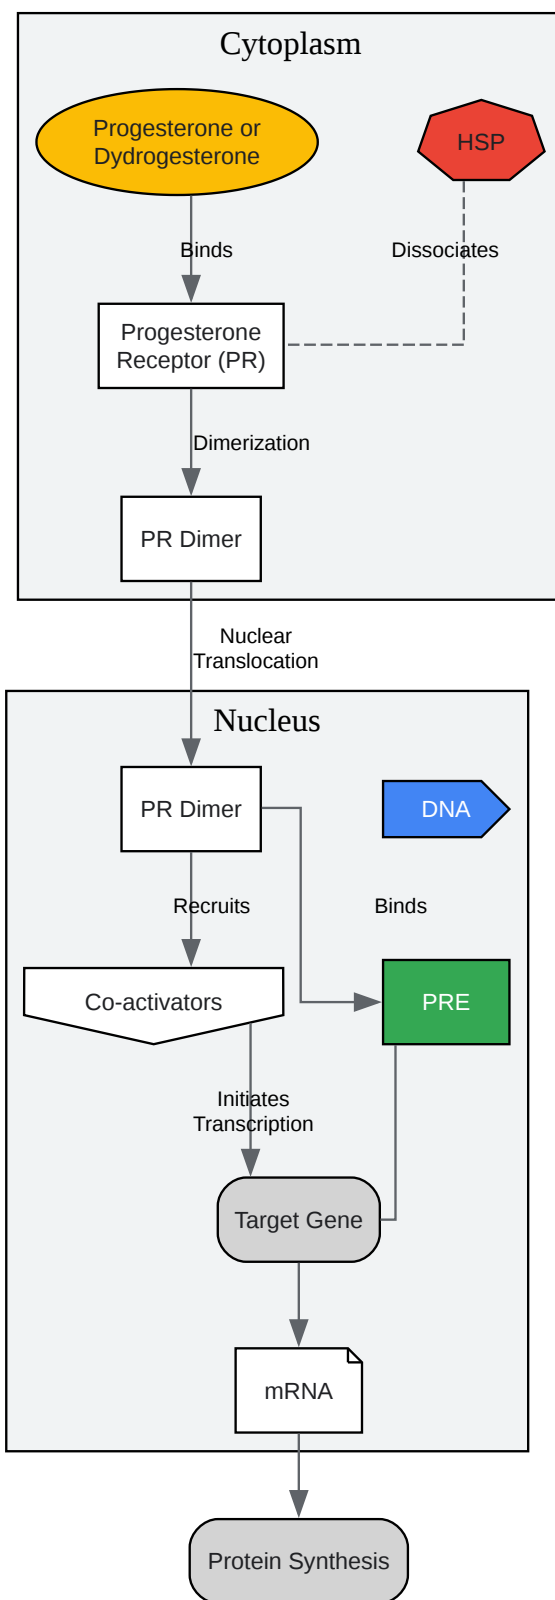 Cytoplasm
Progesterone or
Dydrogesterone
HSP
Binds
Dissociates
Progesterone
Receptor (PR)
Dimerization
PR Dimer
Nuclear
Translocation
Nucleus
PR Dimer
DNA
Recruits
Binds
Co-activators
PRE
Initiates
Transcription
Target Gene
mRNA
Protein Synthesis